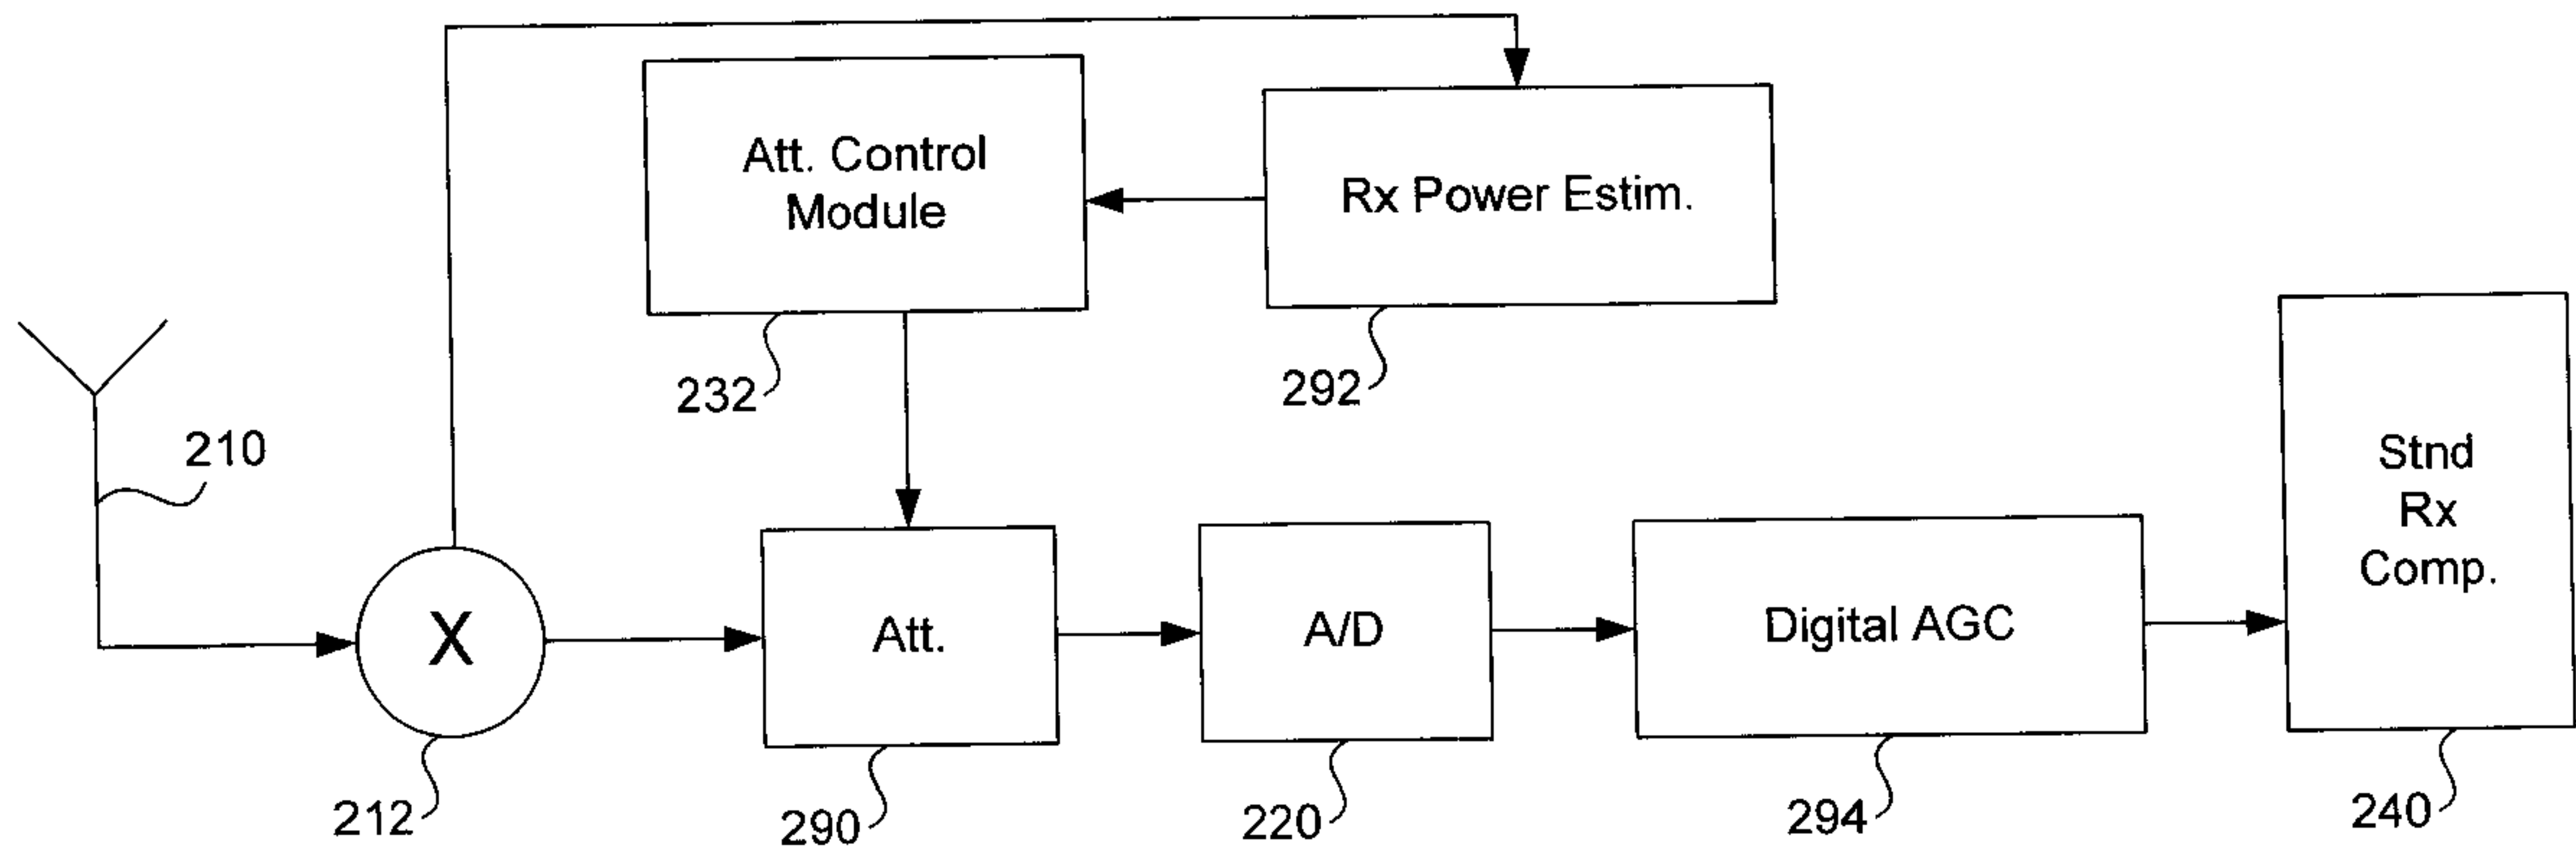 Att. Control
Module
Rx Power Estim.
232
292
210
Stnd
Rx
Comp.
X
Att.
A/D
Digital AGC
212
290
220
294
240